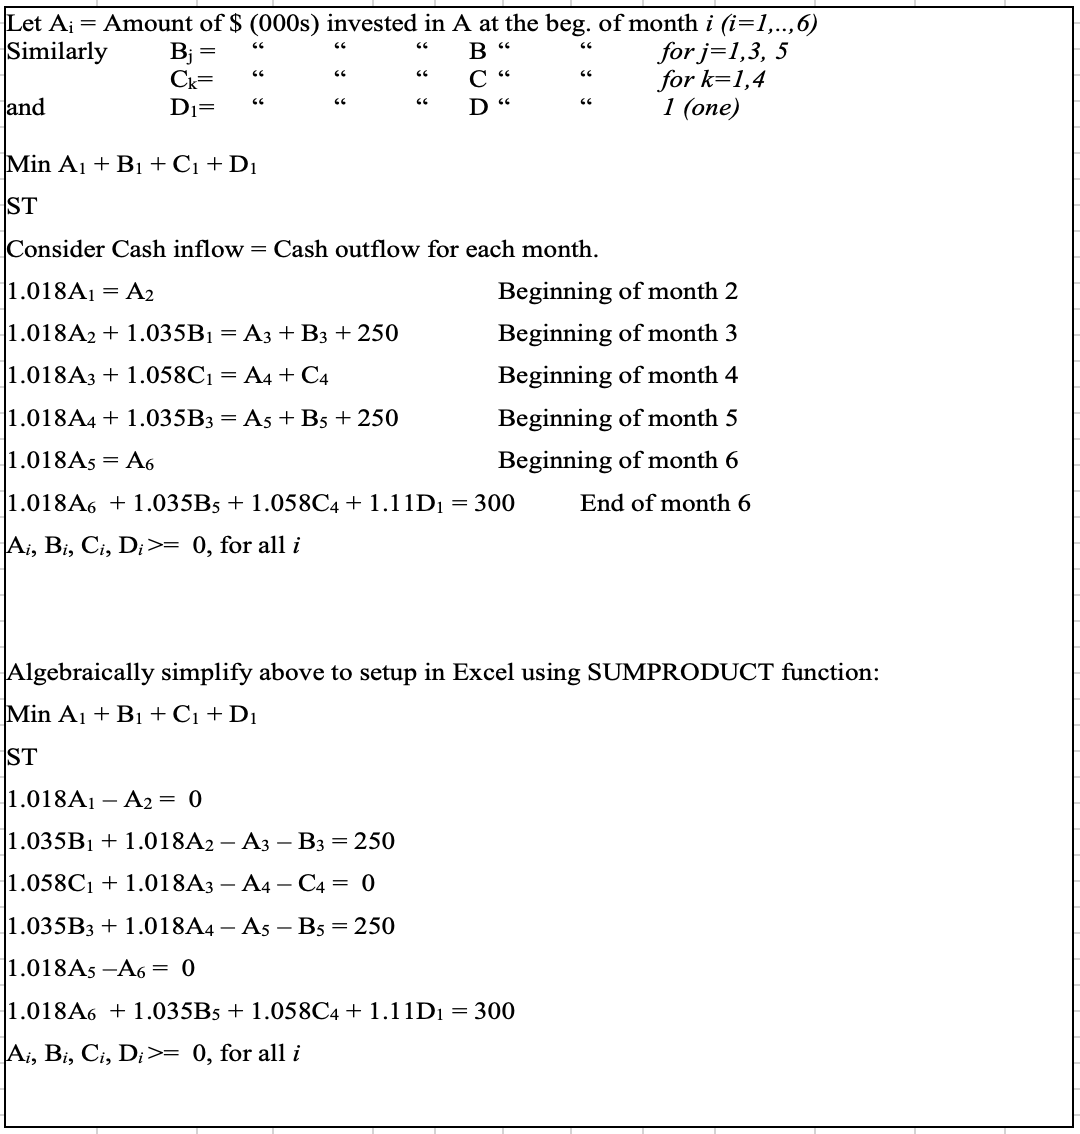 Let Ai = Amount of $ (000s) invested in A at the beg. of month i (i=1,..,6)
Similarly Bj = “ “ “ B “ “ for j=1,3, 5
Ck= “ “ “ C “ “ for k=1,4
and D1= “ “ “ D “ “ 1 (one)
Min A1 + B1 + C1 + D1
ST
Consider Cash inflow = Cash outflow for each month.
1.018A1 = A2 Beginning of month 2
1.018A2 + 1.035B1 = A3 + B3 + 250 Beginning of month 3
1.018A3 + 1.058C1 = A4 + C4 Beginning of month 4
1.018A4 + 1.035B3 = A5 + B5 + 250 Beginning of month 5
1.018A5 = A6 Beginning of month 6
1.018A6 + 1.035B5 + 1.058C4 + 1.11D1 = 300 End of month 6
Ai, Bi, Ci, Di >= 0, for all i
Algebraically simplify above to setup in Excel using SUMPRODUCT function:
Min A1 + B1 + C1 + D1
ST
1.018A1 – A2 = 0
1.035B1 + 1.018A2 – A3 – B3 = 250
1.058C1 + 1.018A3 – A4 – C4 = 0
1.035B3 + 1.018A4 – A5 – B5 = 250
1.018A5 –A6 = 0
1.018A6 + 1.035B5 + 1.058C4 + 1.11D1 = 300
Ai, Bi, Ci, Di >= 0, for all i